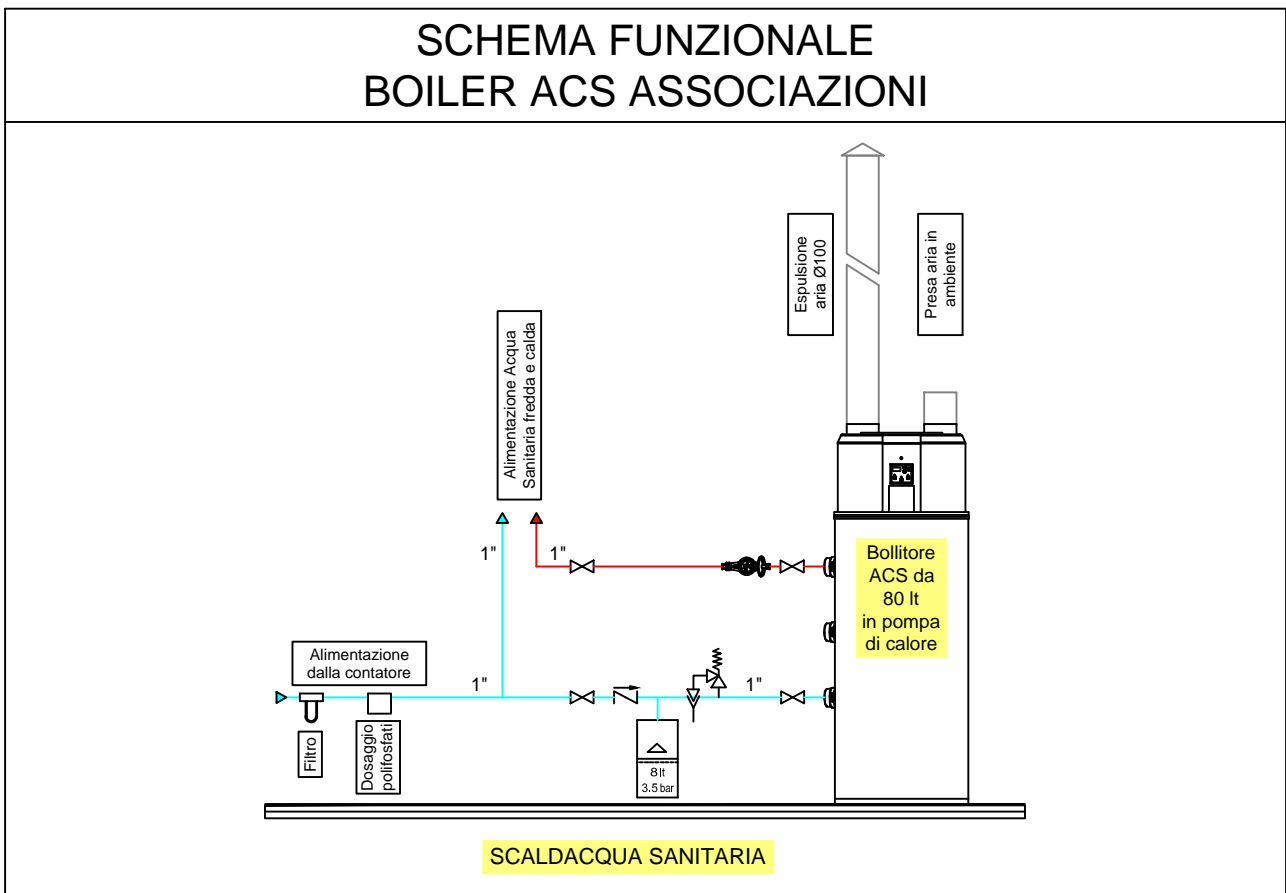 SCHEMA FUNZIONALE
BOILER ACS ASSOCIAZIONI
Espulsione
aria Ø100
Presa aria in
ambiente
Alimentazione Acqua
Sanitaria fredda e calda
1"
1"
Bollitore
ACS da
80 lt
in pompa
di calore
Alimentazione
dalla contatore
1"
1"
Filtro
Dosaggio
polifosfati
8 lt
3.5 bar
SCALDACQUA SANITARIA